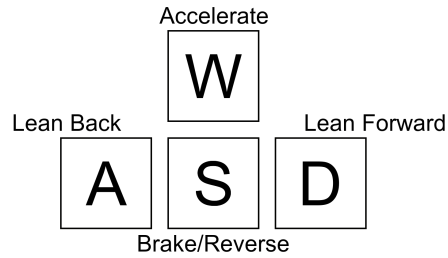 Accelerate
W
Lean Back Lean Forward
A S D
Brake/Reverse